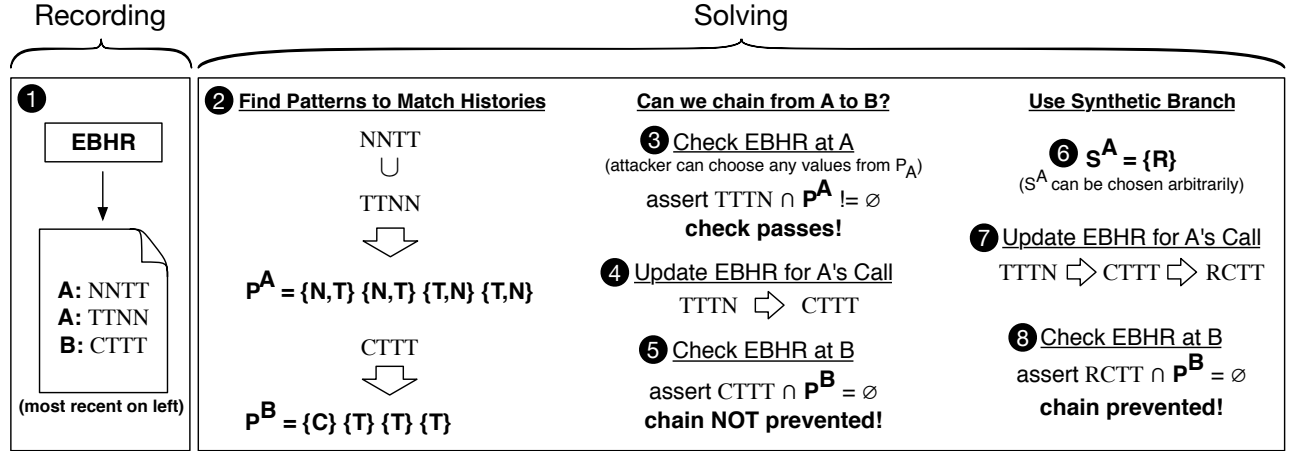 Recording
Solving
1
EBHR
A: NNTT
A: TTNN
B: CTTT
(most recent on left)
2 Find Patterns to Match Histories
NNTT
∪
TTNN
P^A = {N,T} {N,T} {T,N} {T,N}
CTTT
P^B = {C} {T} {T} {T}
Can we chain from A to B?
3 Check EBHR at A
(attacker can choose any values from P_A)
assert TTTN ∩ P^A != ∅
check passes!
4 Update EBHR for A's Call
TTTN ⇨ CTTT
5 Check EBHR at B
assert CTTT ∩ P^B = ∅
chain NOT prevented!
Use Synthetic Branch
6 S^A = {R}
(S^A can be chosen arbitrarily)
7 Update EBHR for A's Call
TTTN ⇨ CTTT ⇨ RCTT
8 Check EBHR at B
assert RCTT ∩ P^B = ∅
chain prevented!